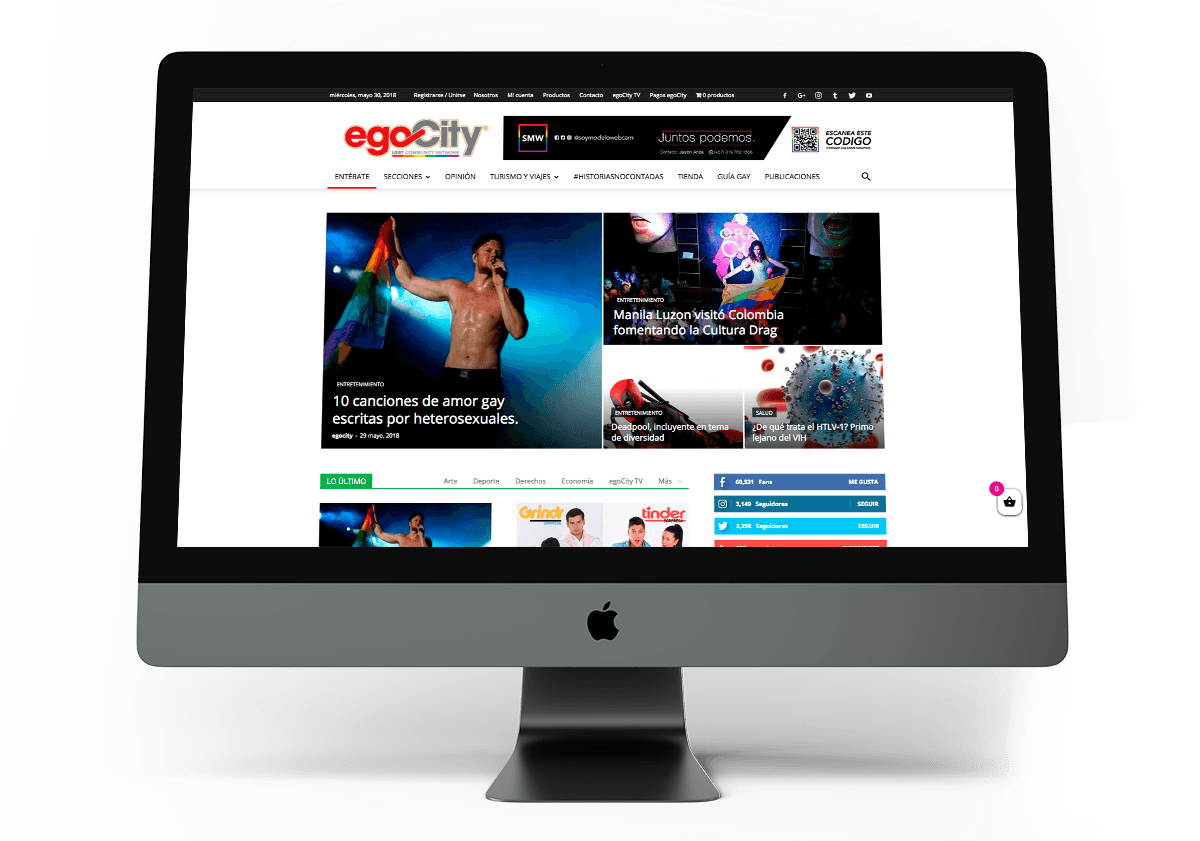 miércoles, mayo 30, 2018 Registrarse / Unirse Nosotros Mi cuenta Productos Contacto egoCity TV Pagos egoCity 0 productos
egoCity
LGBT COMMUNITY NETWORK
SMW @soymodelowebcam
Juntos podemos.
ESCANEA ESTE
CODIGO
ENTÉRATE SECCIONES OPINIÓN TURISMO Y VIAJES #HISTORIASNOCONTADAS TIENDA GUÍA GAY PUBLICACIONES
ENTRETENIMIENTO
10 canciones de amor gay
escritas por heterosexuales.
egocity - 29 mayo, 2018
ENTRETENIMIENTO
Manila Luzon visitó Colombia
fomentando la Cultura Drag
ENTRETENIMIENTO
Deadpool, incluyente en tema
de diversidad
SALUD
¿De qué trata el HTLV-1? Primo
lejano del VIH
LO ÚLTIMO Arte Deporte Derechos Economía egoCity TV Más
Grindr
tinder
60,531 Fans ME GUSTA
3,149 Seguidores SEGUIR
3,298 Seguidores SEGUIR
0